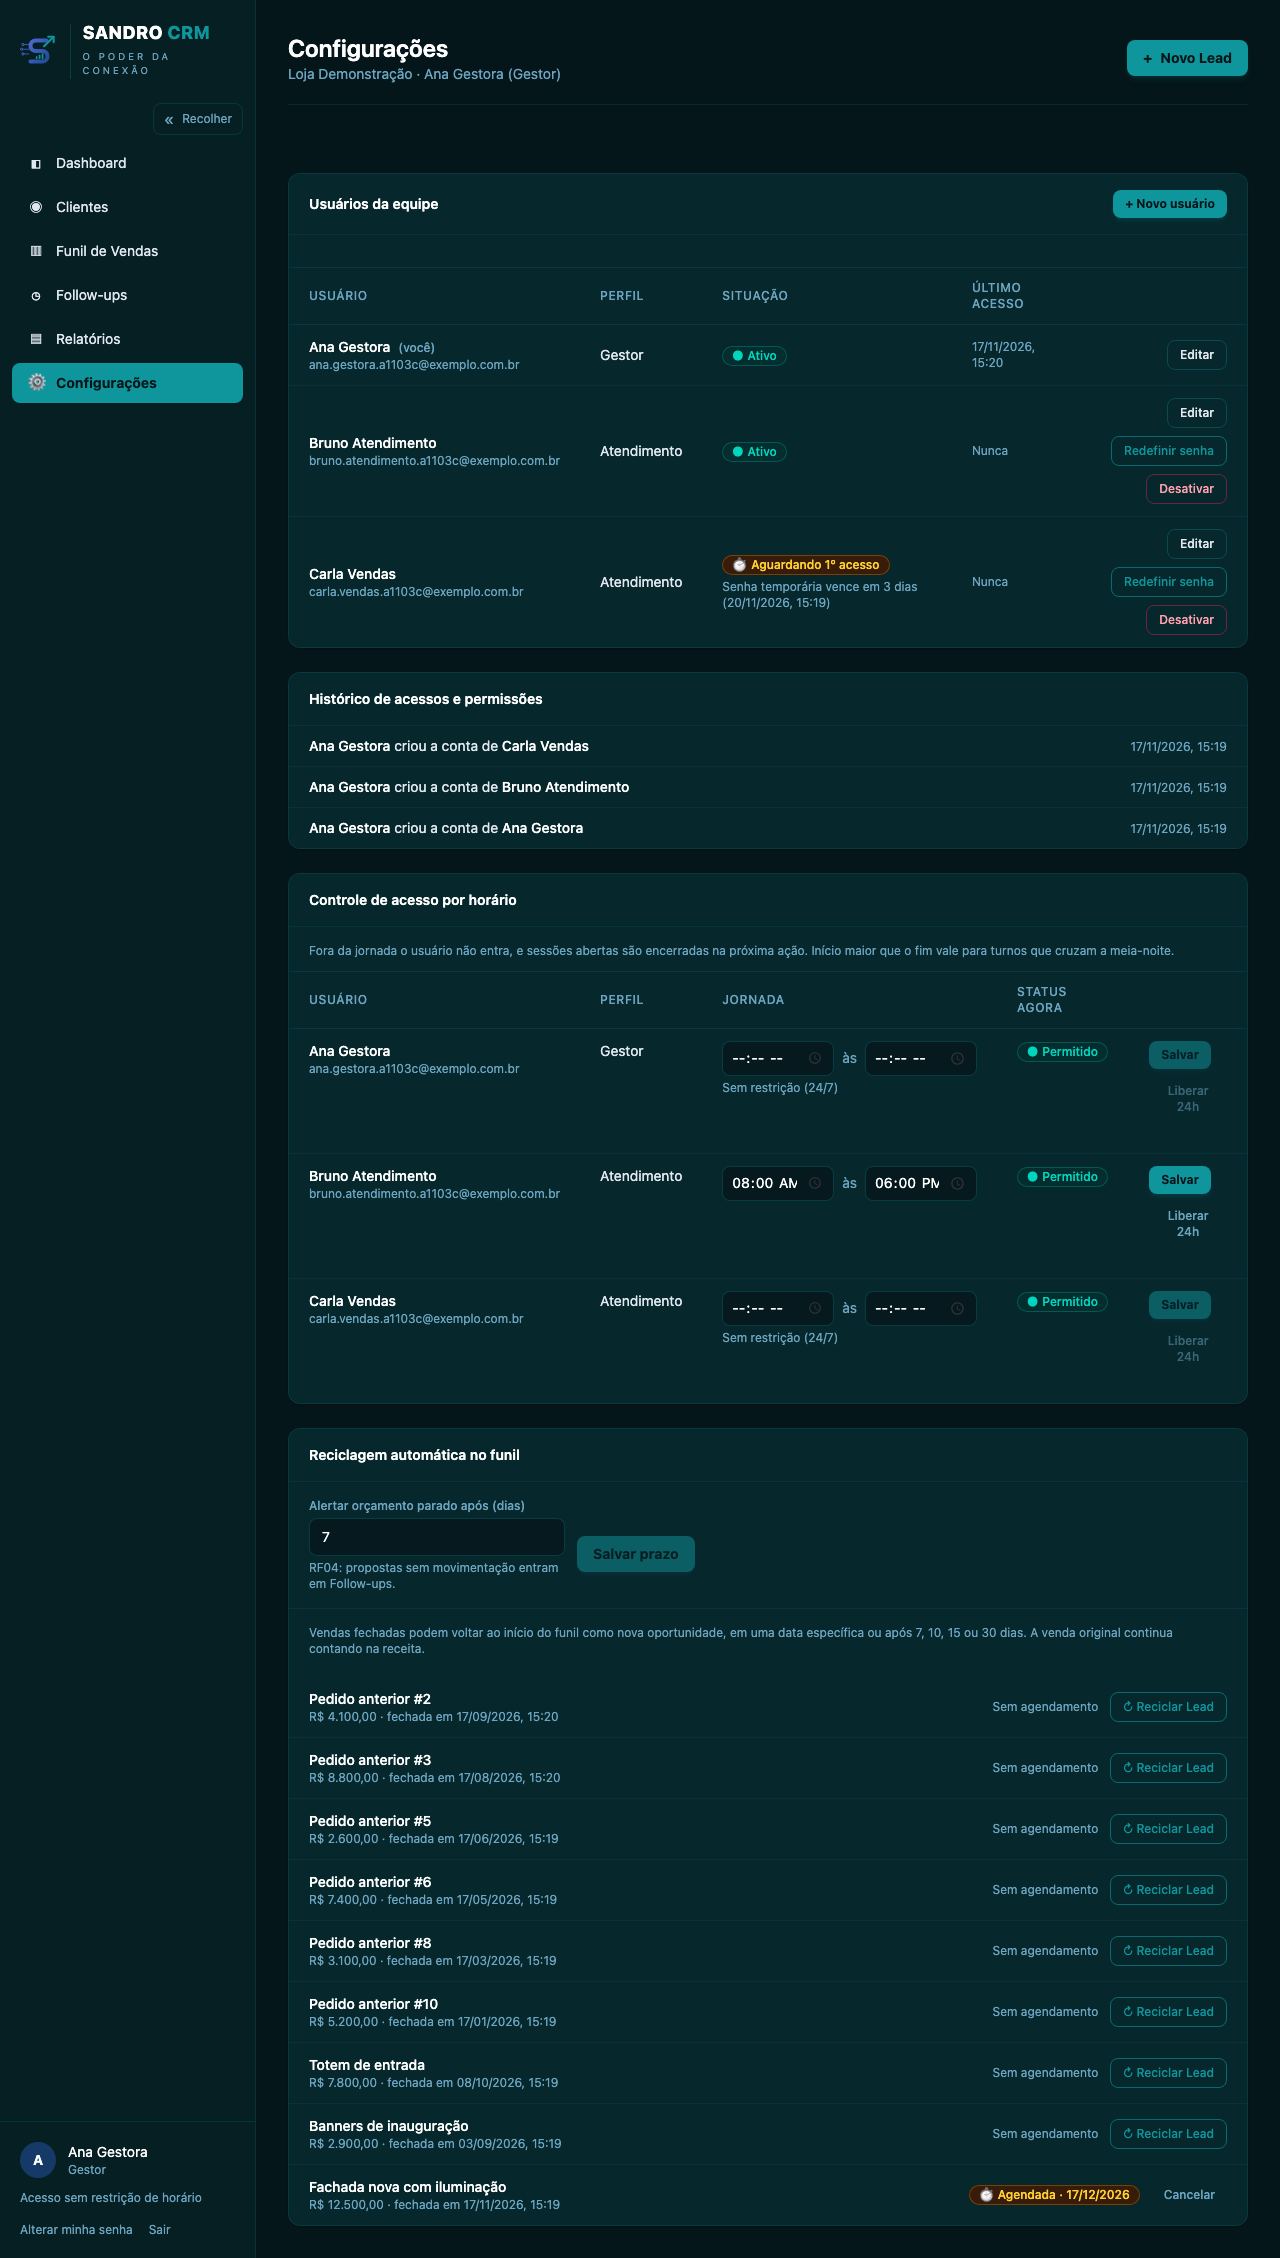 SANDRO CRM
O PODER DA
CONEXÃO
« Recolher
Dashboard
Clientes
Funil de Vendas
Follow-ups
Relatórios
Configurações
Configurações
Loja Demonstração · Ana Gestora (Gestor)
+ Novo Lead
Usuários da equipe
+ Novo usuário
USUÁRIO PERFIL SITUAÇÃO ÚLTIMO ACESSO
Ana Gestora (você)
ana.gestora.a1103c@exemplo.com.br
Gestor
Ativo
17/11/2026,
15:20
Editar
Bruno Atendimento
bruno.atendimento.a1103c@exemplo.com.br
Atendimento
Ativo
Nunca
Editar
Redefinir senha
Desativar
Carla Vendas
carla.vendas.a1103c@exemplo.com.br
Atendimento
Aguardando 1º acesso
Senha temporária vence em 3 dias
(20/11/2026, 15:19)
Nunca
Editar
Redefinir senha
Desativar
Histórico de acessos e permissões
Ana Gestora criou a conta de Carla Vendas 17/11/2026, 15:19
Ana Gestora criou a conta de Bruno Atendimento 17/11/2026, 15:19
Ana Gestora criou a conta de Ana Gestora 17/11/2026, 15:19
Controle de acesso por horário
Fora da jornada o usuário não entra, e sessões abertas são encerradas na próxima ação. Início maior que o fim vale para turnos que cruzam a meia-noite.
USUÁRIO PERFIL JORNADA STATUS AGORA
Ana Gestora
ana.gestora.a1103c@exemplo.com.br
Gestor
--:-- -- às --:-- --
Sem restrição (24/7)
Permitido
Salvar
Liberar
24h
Bruno Atendimento
bruno.atendimento.a1103c@exemplo.com.br
Atendimento
08:00 AM às 06:00 PM
Permitido
Salvar
Liberar
24h
Carla Vendas
carla.vendas.a1103c@exemplo.com.br
Atendimento
--:-- -- às --:-- --
Sem restrição (24/7)
Permitido
Salvar
Liberar
24h
Reciclagem automática no funil
Alertar orçamento parado após (dias)
7
Salvar prazo
RF04: propostas sem movimentação entram
em Follow-ups.
Vendas fechadas podem voltar ao início do funil como nova oportunidade, em uma data específica ou após 7, 10, 15 ou 30 dias. A venda original continua
contando na receita.
Pedido anterior #2
R$ 4.100,00 · fechada em 17/09/2026, 15:20
Sem agendamento ↻ Reciclar Lead
Pedido anterior #3
R$ 8.800,00 · fechada em 17/08/2026, 15:20
Sem agendamento ↻ Reciclar Lead
Pedido anterior #5
R$ 2.600,00 · fechada em 17/06/2026, 15:19
Sem agendamento ↻ Reciclar Lead
Pedido anterior #6
R$ 7.400,00 · fechada em 17/05/2026, 15:19
Sem agendamento ↻ Reciclar Lead
Pedido anterior #8
R$ 3.100,00 · fechada em 17/03/2026, 15:19
Sem agendamento ↻ Reciclar Lead
Pedido anterior #10
R$ 5.200,00 · fechada em 17/01/2026, 15:19
Sem agendamento ↻ Reciclar Lead
Totem de entrada
R$ 7.800,00 · fechada em 08/10/2026, 15:19
Sem agendamento ↻ Reciclar Lead
Banners de inauguração
R$ 2.900,00 · fechada em 03/09/2026, 15:19
Sem agendamento ↻ Reciclar Lead
Fachada nova com iluminação
R$ 12.500,00 · fechada em 17/11/2026, 15:19
Agendada · 17/12/2026 Cancelar
A
Ana Gestora
Gestor
Acesso sem restrição de horário
Alterar minha senha Sair